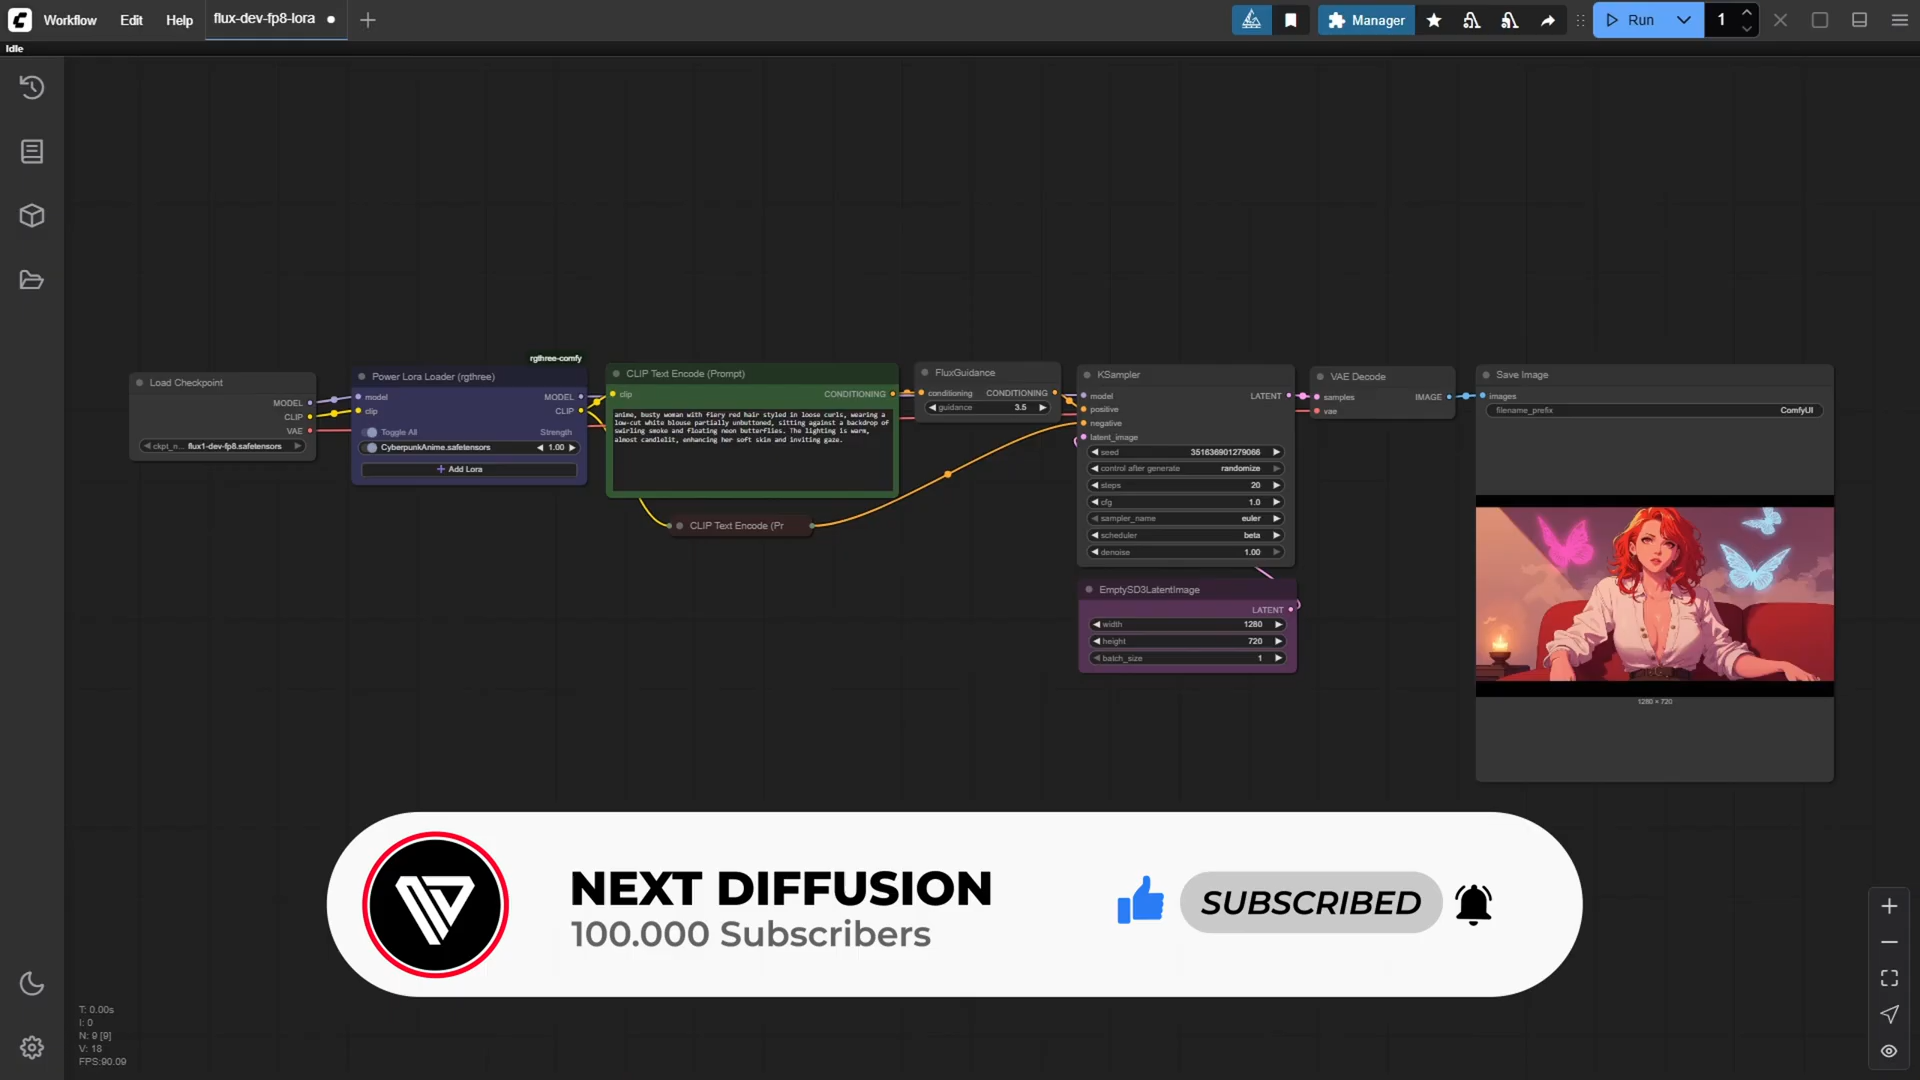 Workflow
Edit
Help
flux-dev-fp8-lora
Manager
Run
1
Idle
rgthree-comfy
Load Checkpoint
MODEL
CLIP
VAE
ckpt_n... flux1-dev-fp8.safetensors
Power Lora Loader (rgthree)
model MODEL
clip CLIP
Toggle All Strength
CyberpunkAnime.safetensors 1.00
+ Add Lora
CLIP Text Encode (Prompt)
clip CONDITIONING
anime, busty woman with fiery red hair styled in loose curls, wearing a
low-cut white blouse partially unbuttoned, sitting against a backdrop of
swirling smoke and floating neon butterflies. The lighting is warm,
almost candlelit, enhancing her soft skin and inviting gaze.
CLIP Text Encode (Pr
FluxGuidance
conditioning CONDITIONING
guidance 3.5
KSampler
model LATENT
positive
negative
latent_image
seed 351636901279066
control after generate randomize
steps 20
cfg 1.0
sampler_name euler
scheduler beta
denoise 1.00
EmptySD3LatentImage
LATENT
width 1280
height 720
batch_size 1
VAE Decode
samples IMAGE
vae
Save Image
images
filename_prefix ComfyUI
1280 × 720
NEXT DIFFUSION
100.000 Subscribers
SUBSCRIBED
T: 0.00s
I: 0
N: 9 [9]
V: 18
FPS:90.09